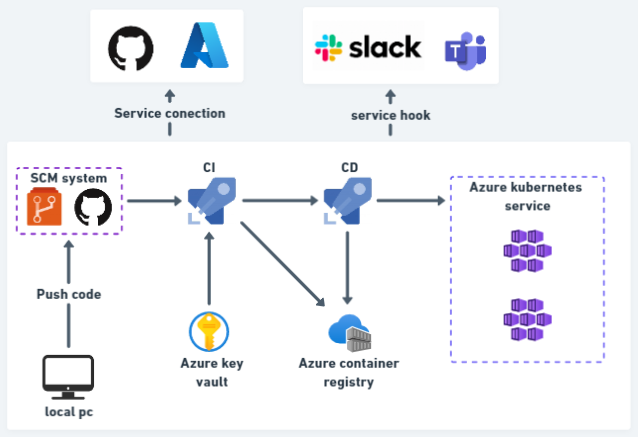 slack
Service conection
service hook
SCM system
CI
CD
Azure kubernetes
service
Push code
Azure key
vault
Azure container
registry
local pc